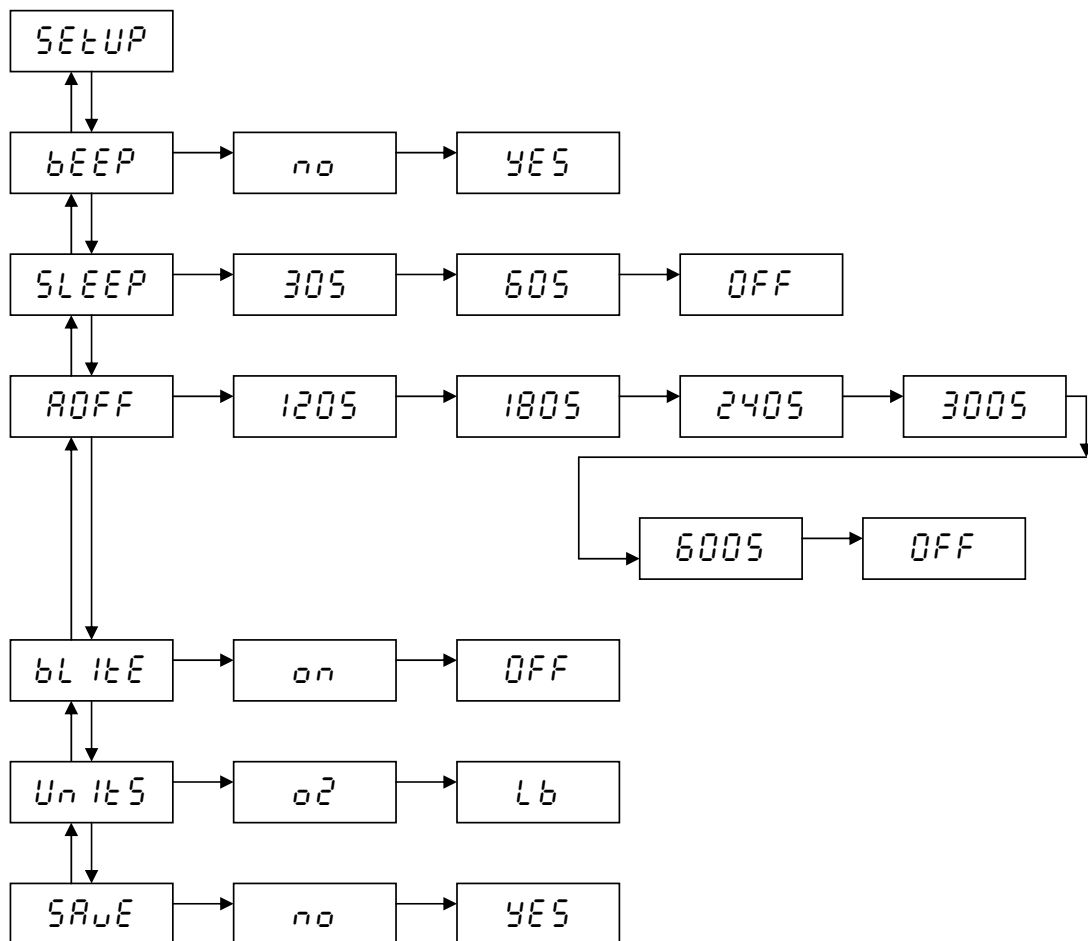 SEtUP
bEEP no YES
SLEEP 30S 60S OFF
AOFF 120S 180S 240S 300S
600S OFF
bLItE on OFF
UnItS oZ Lb
SAvE no YES